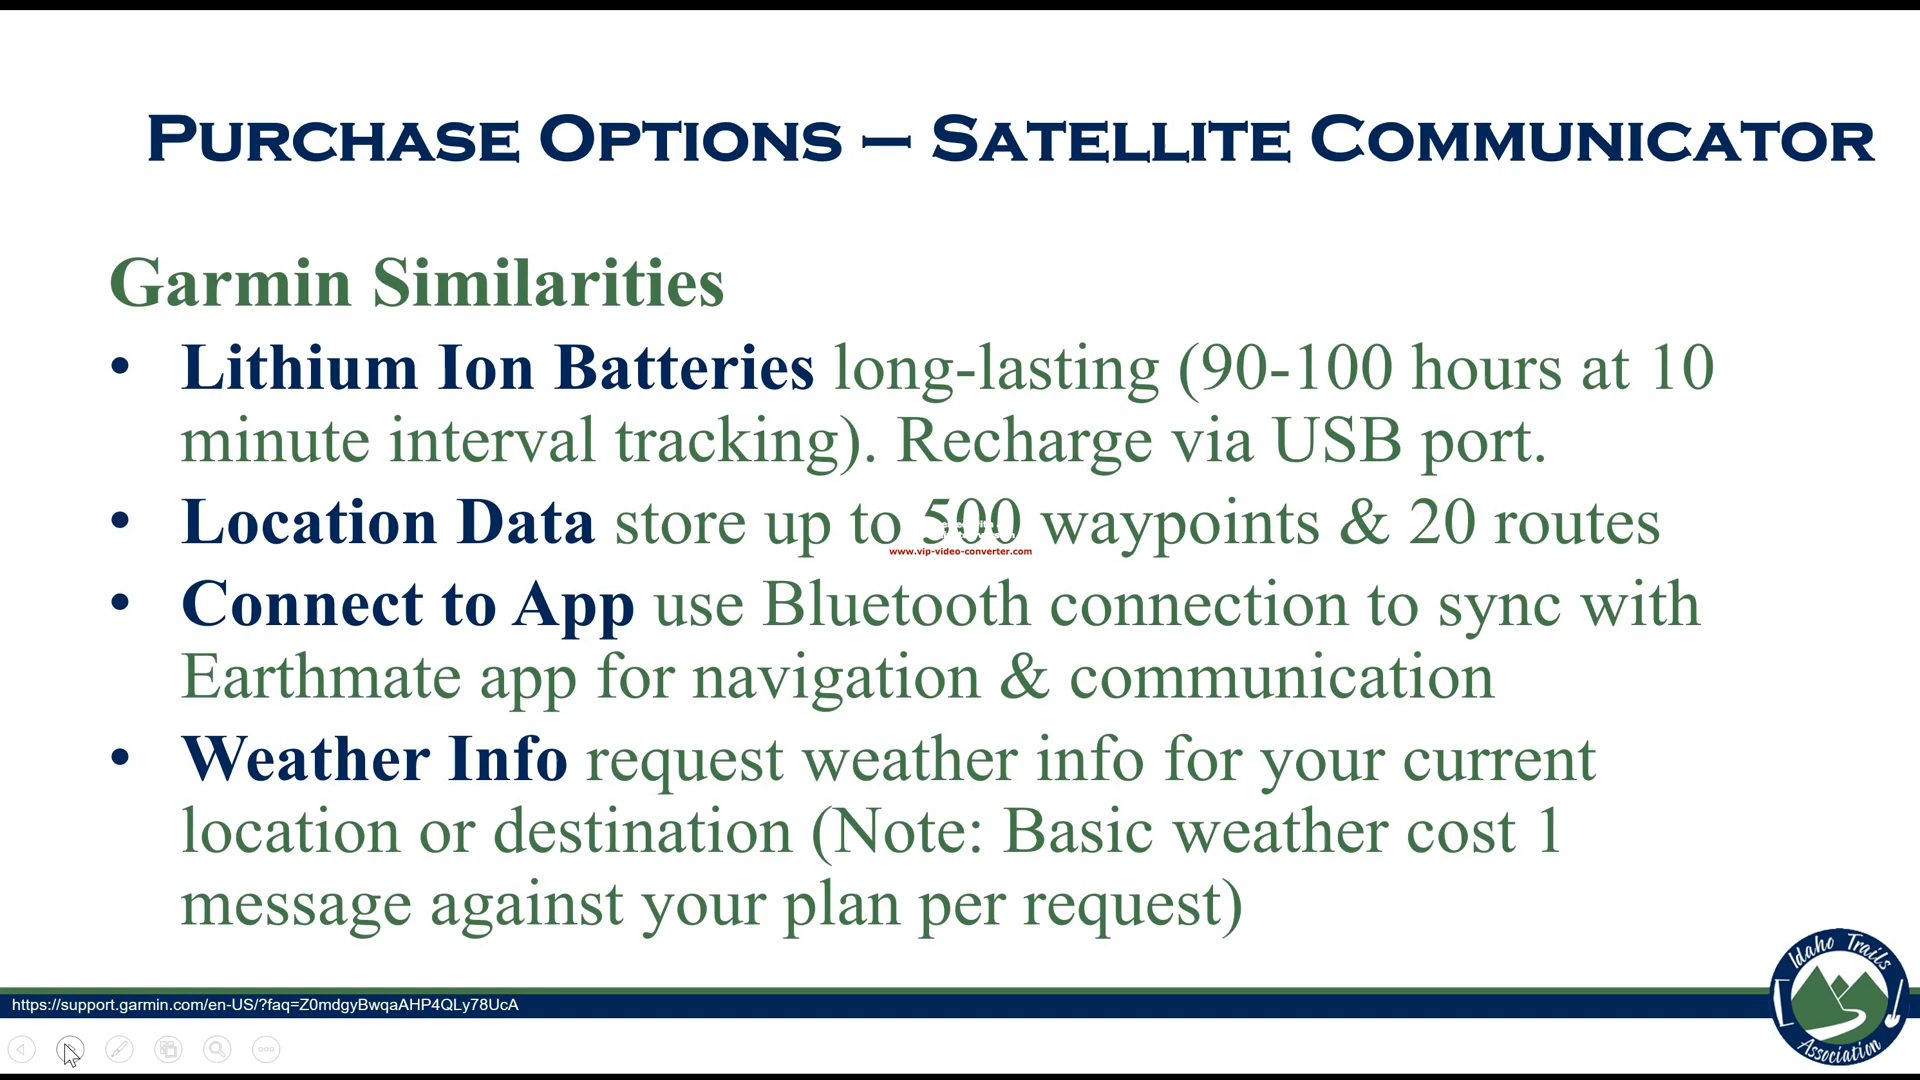 Purchase Options – Satellite Communicator
Garmin Similarities
• Lithium Ion Batteries long-lasting (90-100 hours at 10
minute interval tracking). Recharge via USB port.
• Location Data store up to 500 waypoints & 20 routes
www.vip-video-converter.com
• Connect to App use Bluetooth connection to sync with
Earthmate app for navigation & communication
• Weather Info request weather info for your current
location or destination (Note: Basic weather cost 1
message against your plan per request)
Idaho Trails
Association
https://support.garmin.com/en-US/?faq=Z0mdgyBwqaAHP4QLy78UcA